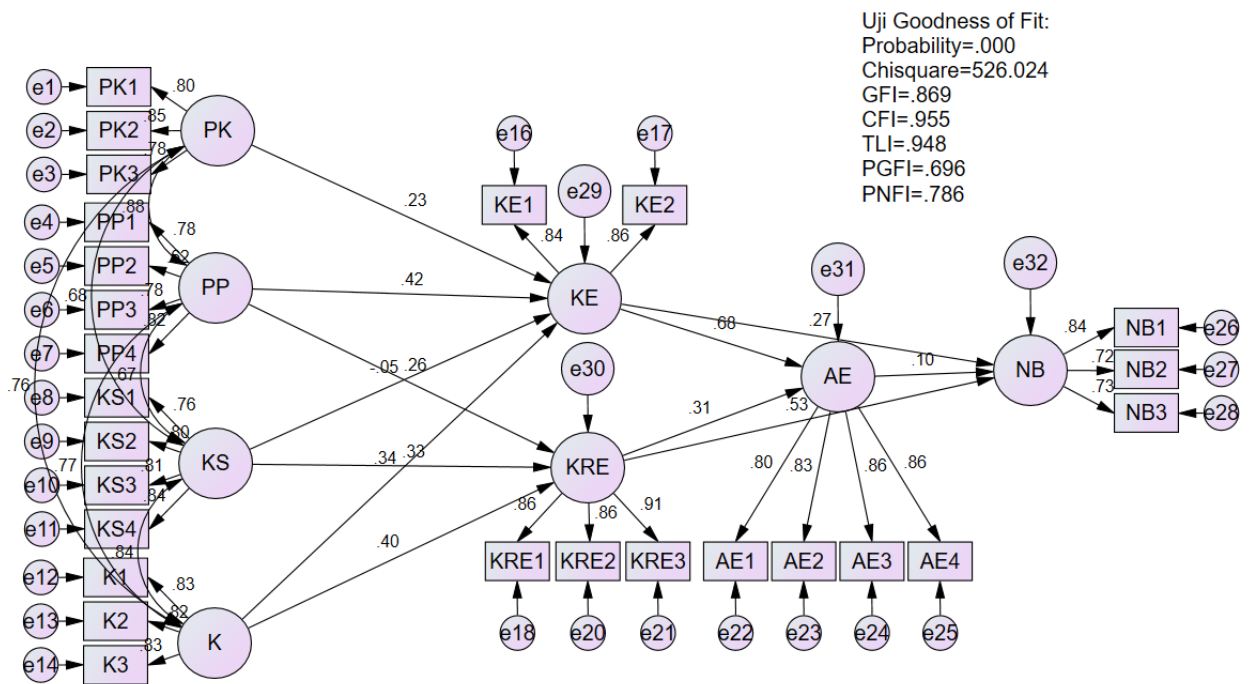 Uji Goodness of Fit:
Probability=.000
Chisquare=526.024
GFI=.869
CFI=.955
TLI=.948
PGFI=.696
PNFI=.786
e1
PK1
.80
e2
PK2
.85
PK
e3
PK3
.78
.88
e4
PP1
.78
e5
PP2
e6
PP3
.78
PP
.68
e7
PP4
.82
.67
e8
KS1
.76
e9
KS2
.80
KS
e10
KS3
.81
e11
KS4
.84
.76
.77
.84
e12
K1
.83
e13
K2
.82
K
e14
K3
.83
.23
.42
-.05
.26
.34
.33
.40
e16
e17
KE1
e29
KE2
.84
.86
KE
e30
KRE
.86
.86
.91
KRE1
KRE2
KRE3
e18
e20
e21
.68
.27
.31
.10
.53
e31
AE
.80
.83
.86
.86
AE1
AE2
AE3
AE4
e22
e23
e24
e25
e32
NB
.84
NB1
e26
.72
NB2
e27
.73
NB3
e28